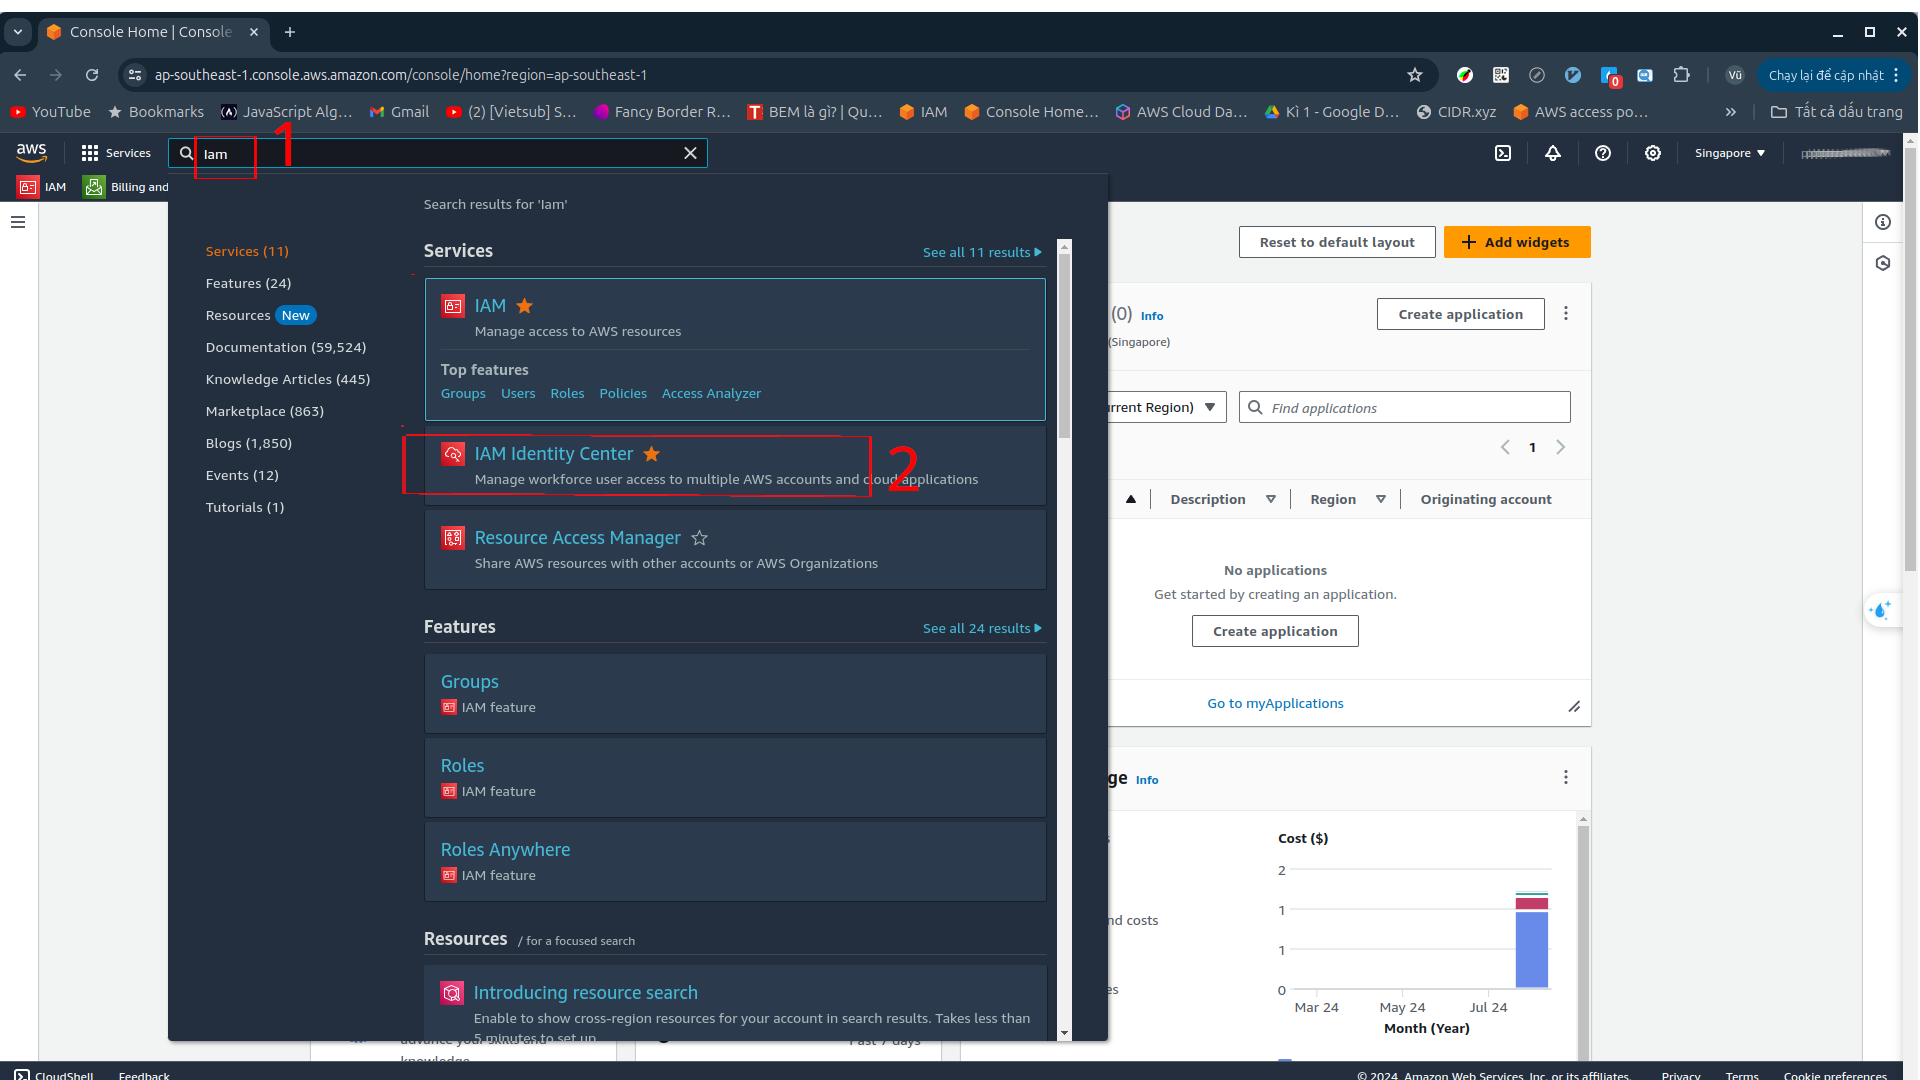 Console Home | Console
ap-southeast-1.console.aws.amazon.com/console/home?region=ap-southeast-1
0
Vũ
Chạy lại để cập nhật
YouTube
Bookmarks
JavaScript Alg...
Gmail
(2) [Vietsub] S...
Fancy Border R...
BEM là gì? | Qu...
IAM
Console Home...
AWS Cloud Da...
Kì 1 - Google D...
CIDR.xyz
AWS access po...
»
Tất cả dấu trang
aws
Services
Iam
1
Singapore
IAM
Billing and
Search results for 'Iam'
Services (11)
Features (24)
Resources New
Documentation (59,524)
Knowledge Articles (445)
Marketplace (863)
Blogs (1,850)
Events (12)
Tutorials (1)
Services
See all 11 results
IAM
Manage access to AWS resources
Top features
Groups Users Roles Policies Access Analyzer
IAM Identity Center
Manage workforce user access to multiple AWS accounts and cloud applications
2
Resource Access Manager
Share AWS resources with other accounts or AWS Organizations
Features
See all 24 results
Groups
IAM feature
Roles
IAM feature
Roles Anywhere
IAM feature
Resources / for a focused search
Introducing resource search
Enable to show cross-region resources for your account in search results. Takes less than
5 minutes to set up
Reset to default layout
Add widgets
(0) Info
(Singapore)
Create application
urrent Region)
Find applications
1
Description
Region
Originating account
No applications
Get started by creating an application.
Create application
Go to myApplications
ge Info
Cost ($)
2
1
1
0
Mar 24
May 24
Jul 24
Month (Year)
nd costs
es
advance your skills and
knowledge
Past 7 days
CloudShell
Feedback
© 2024, Amazon Web Services, Inc. or its affiliates.
Privacy
Terms
Cookie preferences